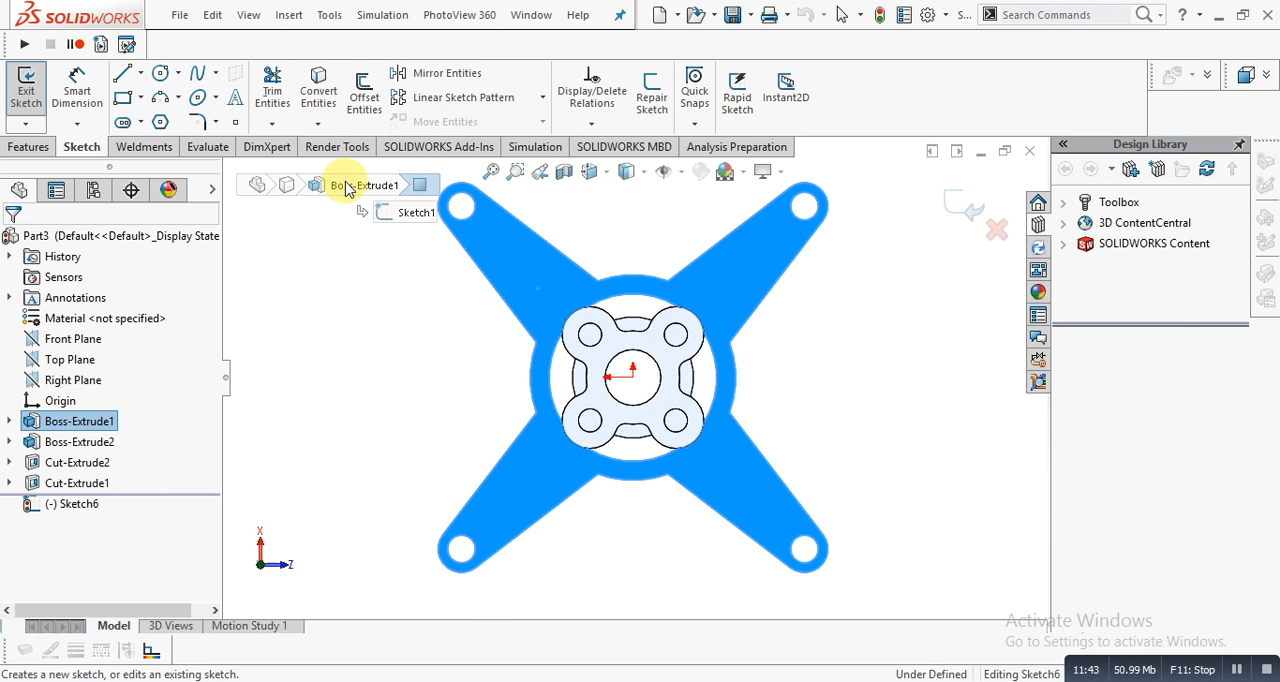 SOLIDWORKS
File Edit View Insert Tools Simulation PhotoView 360 Window Help
S... Search Commands ?
Exit Sketch
Smart Dimension
Trim Entities
Convert Entities
Offset Entities
Mirror Entities
Linear Sketch Pattern
Move Entities
Display/Delete Relations
Repair Sketch
Quick Snaps
Rapid Sketch
Instant2D
Features Sketch Weldments Evaluate DimXpert Render Tools SOLIDWORKS Add-Ins Simulation SOLIDWORKS MBD Analysis Preparation
Design Library
Boss-Extrude1
Sketch1
Toolbox
3D ContentCentral
SOLIDWORKS Content
Part3 (Default<<Default>_Display State
History
Sensors
Annotations
Material <not specified>
Front Plane
Top Plane
Right Plane
Origin
Boss-Extrude1
Boss-Extrude2
Cut-Extrude2
Cut-Extrude1
(-) Sketch6
X
Z
Model 3D Views Motion Study 1
Activate Windows
Go to Settings to activate Windows.
Creates a new sketch, or edits an existing sketch.
Under Defined Editing Sketch6
11:43 50.99 Mb F11: Stop